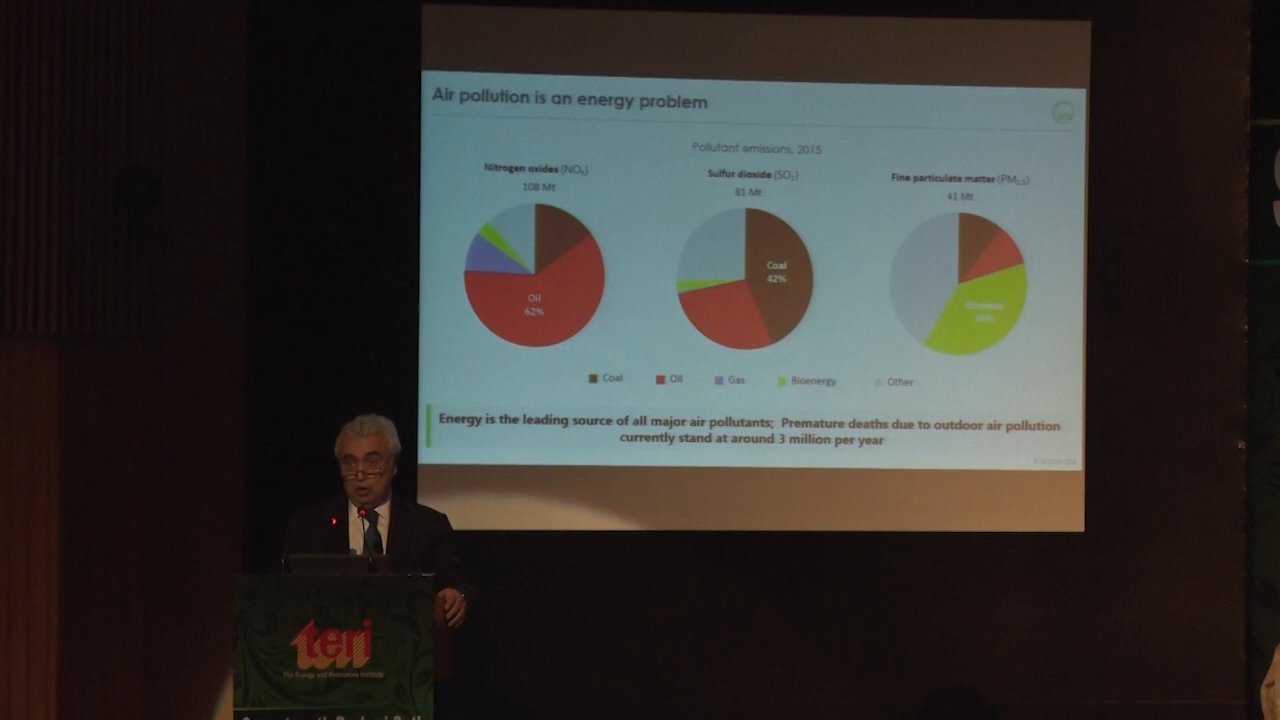 Air pollution is an energy problem
Pollutant emissions, 2015
Nitrogen oxides (NOₓ)
108 Mt
Sulfur dioxide (SO₂)
81 Mt
Fine particulate matter (PM₂.₅)
41 Mt
Oil
62%
Coal
42%
Coal
Oil
Gas
Bioenergy
Other
Energy is the leading source of all major air pollutants; Premature deaths due to outdoor air pollution
currently stand at around 3 million per year
teri
The Energy and Resources Institute